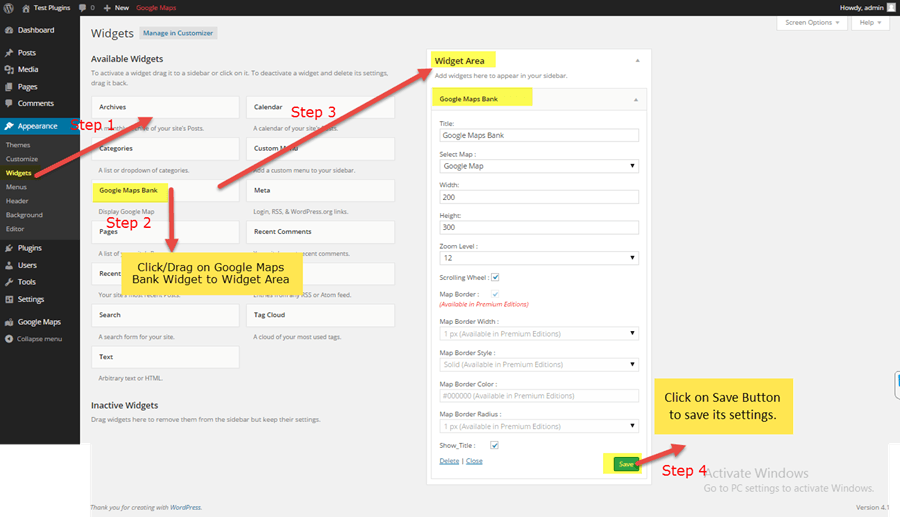 Test Plugins 0 + New Google Maps Howdy, admin
Screen Options Help
Dashboard
Posts
Media
Pages
Comments
Appearance
Themes
Customize
Widgets
Menus
Header
Background
Editor
Plugins
Users
Tools
Settings
Google Maps
Collapse menu
Widgets Manage in Customizer
Available Widgets
To activate a widget drag it to a sidebar or click on it. To deactivate a widget and delete its settings,
drag it back.
Step 1
Archives
of your site's Posts.
Calendar
A calendar of your site's
Step 3
Categories
A list or dropdown of categories.
Custom
Add a custom menu to your sidebar.
Google Maps Bank
Display Google Map
Meta
Login, RSS, & WordPress.org links.
Step 2
Pages
A list of
Recent Comments
recent comments.
Click/Drag on Google Maps
Bank Widget to Widget Area
Recent
Your site's most recent Posts.
Entries from any RSS or Atom feed.
Search
A search form for your site.
Tag Cloud
A cloud of your most used tags.
Text
Arbitrary text or HTML.
Inactive Widgets
Drag widgets here to remove them from the sidebar but keep their settings.
Widget Area
Add widgets here to appear in your sidebar.
Google Maps Bank
Title:
Google Maps Bank
Select Map :
Google Map
Width:
200
Height:
300
Zoom Level :
12
Scrolling Wheel :
Map Border :
(Available in Premium Editions)
Map Border Width :
1 px (Available in Premium Editions)
Map Border Style :
Solid (Available in Premium Editions)
Map Border Color :
#000000 (Available in Premium Editions)
Map Border Radius :
1 px (Available in Premium Editions)
Show_Title :
Delete | Close
Save
Click on Save Button
to save its settings.
Step 4
Activate Windows
Go to PC settings to activate Windows.
Thank you for creating with WordPress.
Version 4.1